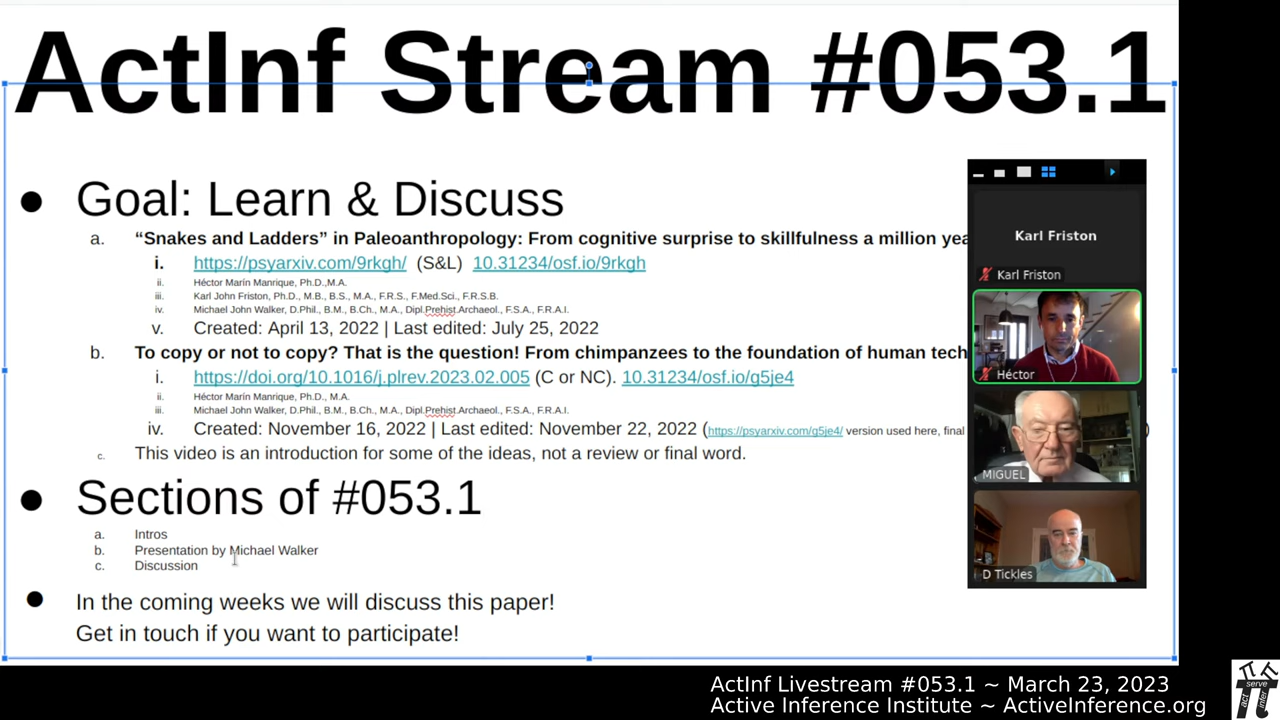 ActInf Stream #053.1
● Goal: Learn & Discuss
a. “Snakes and Ladders” in Paleoanthropology: From cognitive surprise to skillfulness a million yea
i. https://psyarxiv.com/9rkgh/ (S&L) 10.31234/osf.io/9rkgh
ii. Héctor Marín Manrique, Ph.D.,M.A.
iii. Karl John Friston, Ph.D., M.B., B.S., M.A., F.R.S., F.Med.Sci., F.R.S.B.
iv. Michael John Walker, D.Phil., B.M., B.Ch., M.A., Dipl.Prehist.Archaeol., F.S.A., F.R.A.I.
v. Created: April 13, 2022 | Last edited: July 25, 2022
b. To copy or not to copy? That is the question! From chimpanzees to the foundation of human tech
i. https://doi.org/10.1016/j.plrev.2023.02.005 (C or NC). 10.31234/osf.io/g5je4
ii. Héctor Marín Manrique, Ph.D., M.A.
iii. Michael John Walker, D.Phil., B.M., B.Ch., M.A., Dipl.Prehist.Archaeol., F.S.A., F.R.A.I.
iv. Created: November 16, 2022 | Last edited: November 22, 2022 (https://psyarxiv.com/g5je4/ version used here, final )
c. This video is an introduction for some of the ideas, not a review or final word.
● Sections of #053.1
a. Intros
b. Presentation by Michael Walker
c. Discussion
● In the coming weeks we will discuss this paper!
Get in touch if you want to participate!
Karl Friston
Karl Friston
Héctor
MIGUEL
D Tickles
ActInf Livestream #053.1 ~ March 23, 2023
Active Inference Institute ~ ActiveInference.org
serve
act
infer